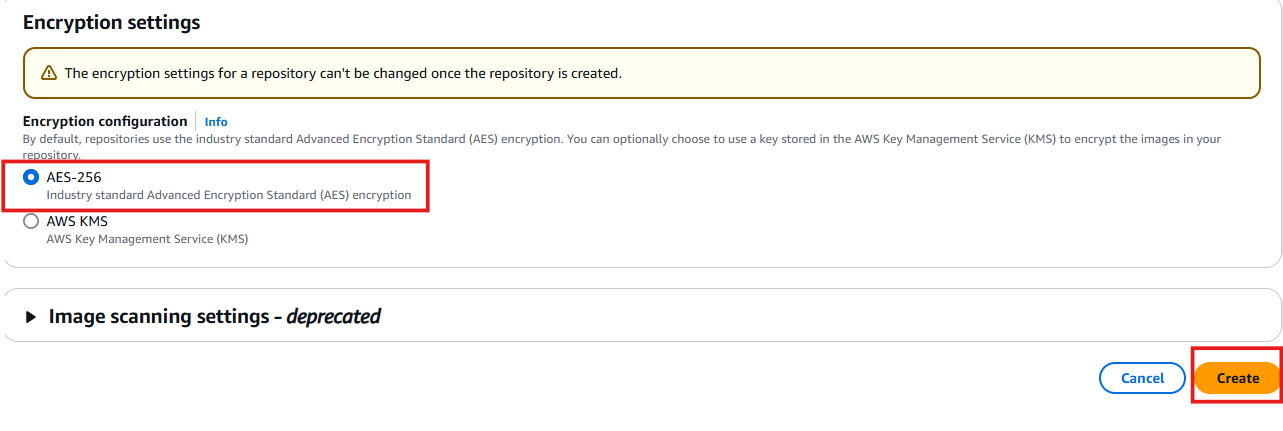 Encryption settings
The encryption settings for a repository can't be changed once the repository is created.
Encryption configuration Info
By default, repositories use the industry standard Advanced Encryption Standard (AES) encryption. You can optionally choose to use a key stored in the AWS Key Management Service (KMS) to encrypt the images in your
repository.
AES-256
Industry standard Advanced Encryption Standard (AES) encryption
AWS KMS
AWS Key Management Service (KMS)
Image scanning settings - deprecated
Cancel Create